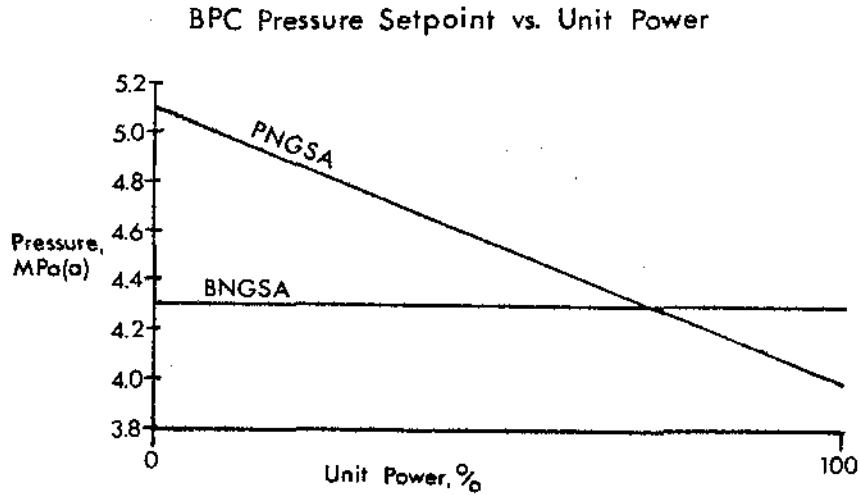 BPC Pressure Setpoint vs. Unit Power
5.2
5.0
PNGSA
4.8
4.6
Pressure,
MPa(a)
4.4
BNGSA
4.2
4.0
3.8
0
100
Unit Power, %